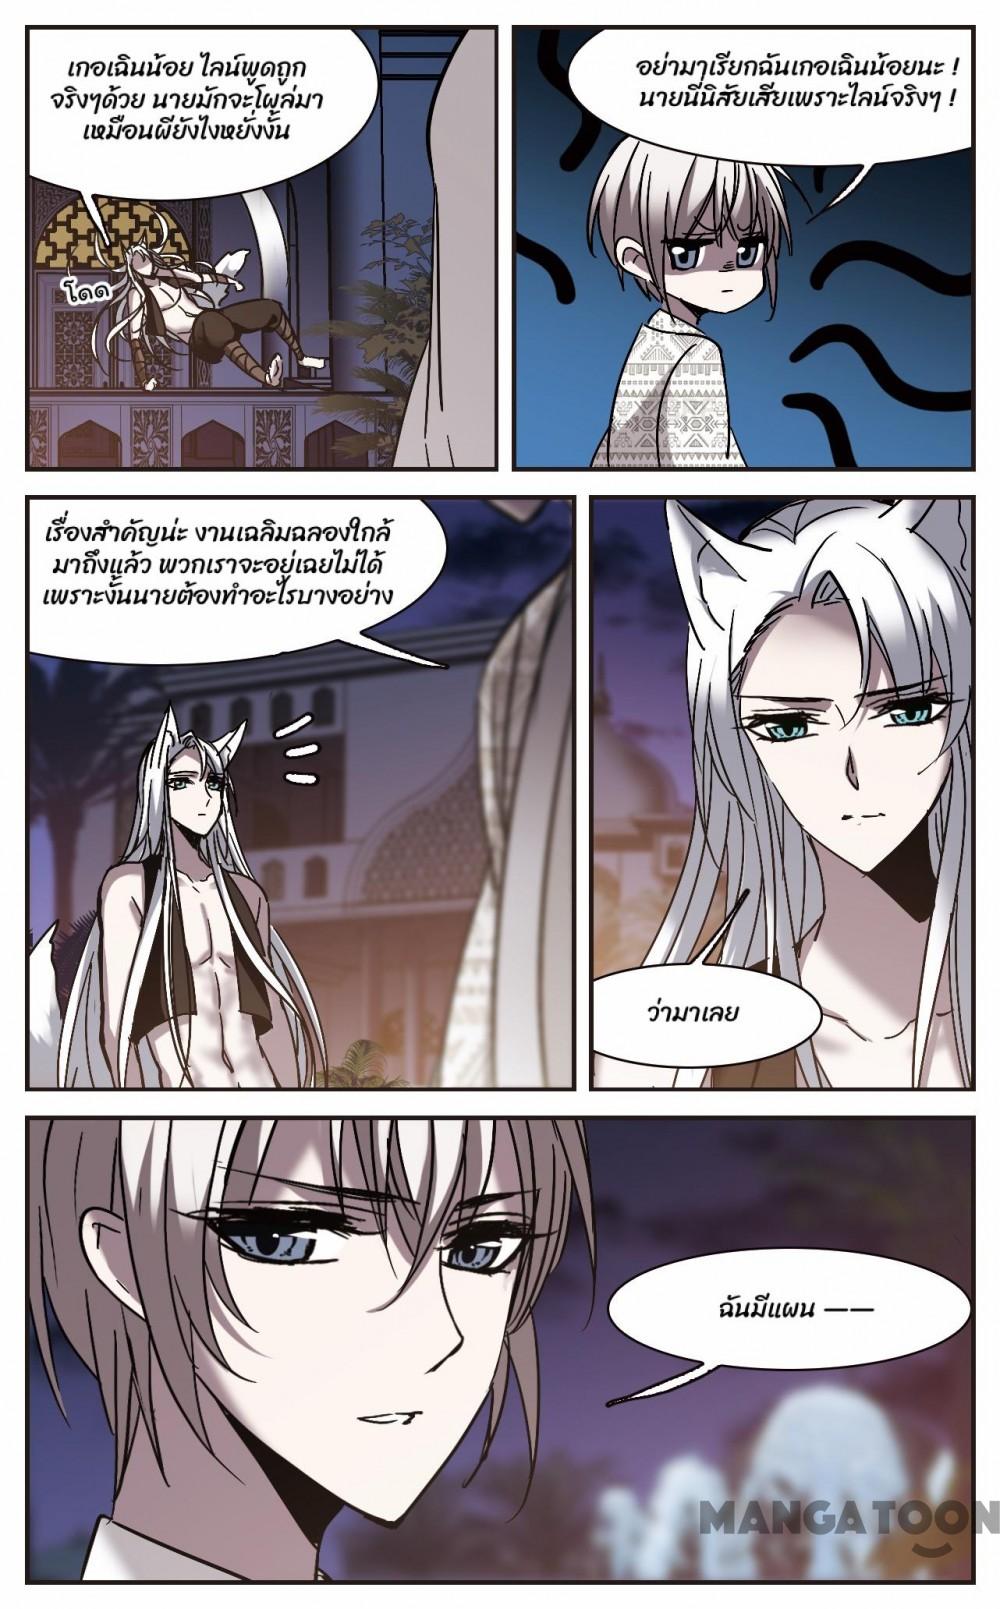 เกอเฉินน้อย ไลน์พูดถูก
จริงๆด้วย นายมักจะโผล่มา
เหมือนผียังไงหยั่งงั้น
โดด
อย่ามาเรียกฉันเกอเฉินน้อยนะ !
นายนี่นิสัยเสียเพราะไลน์จริงๆ !
เรื่องสำคัญน่ะ งานเฉลิมฉลองใกล้
มาถึงแล้ว พวกเราจะอยู่เฉยไม่ได้
เพราะงั้นนายต้องทำอะไรบางอย่าง
ว่ามาเลย
ฉันมีแผน ——
MANGATOON